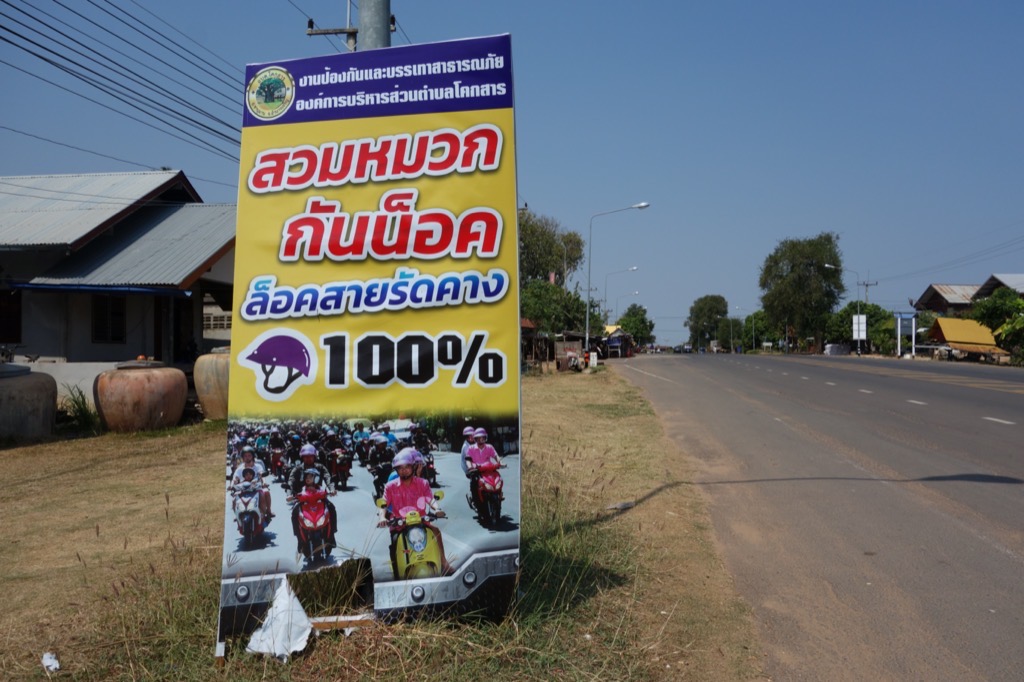 งานป้องกันและบรรเทาสาธารณภัย
องค์การบริหารส่วนตำบลโคกสาร
สวมหมวก
กันน็อค
ล็อคสายรัดคาง
100%